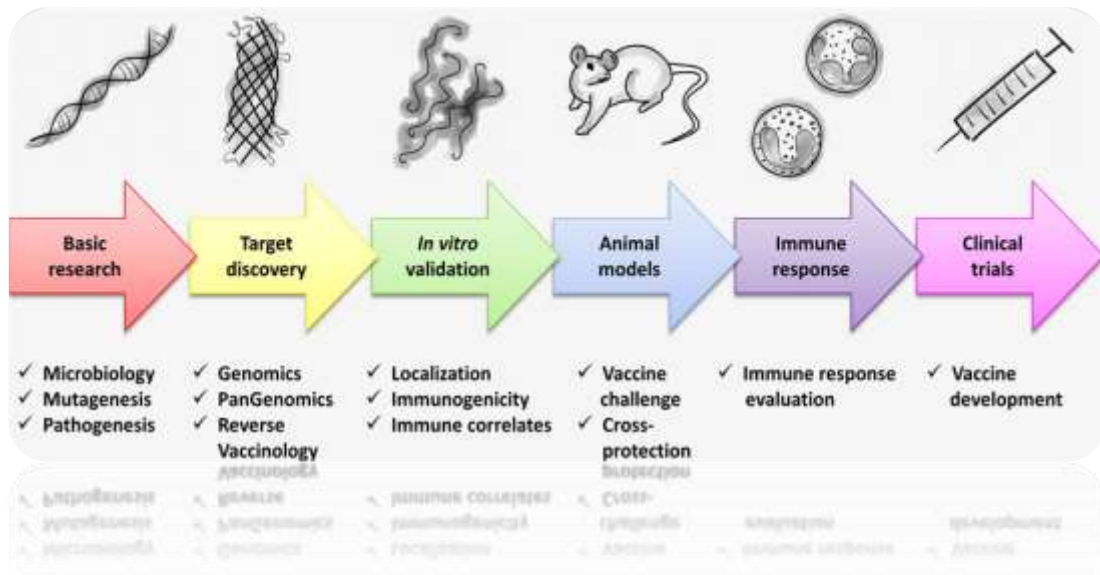 Basic
research
Target
discovery
In vitro
validation
Animal
models
Immune
response
Clinical
trials
✓ Microbiology
✓ Mutagenesis
✓ Pathogenesis
✓ Genomics
✓ PanGenomics
✓ Reverse
Vaccinology
✓ Localization
✓ Immunogenicity
✓ Immune correlates
✓ Vaccine
challenge
✓ Cross-
protection
✓ Immune response
evaluation
✓ Vaccine
development